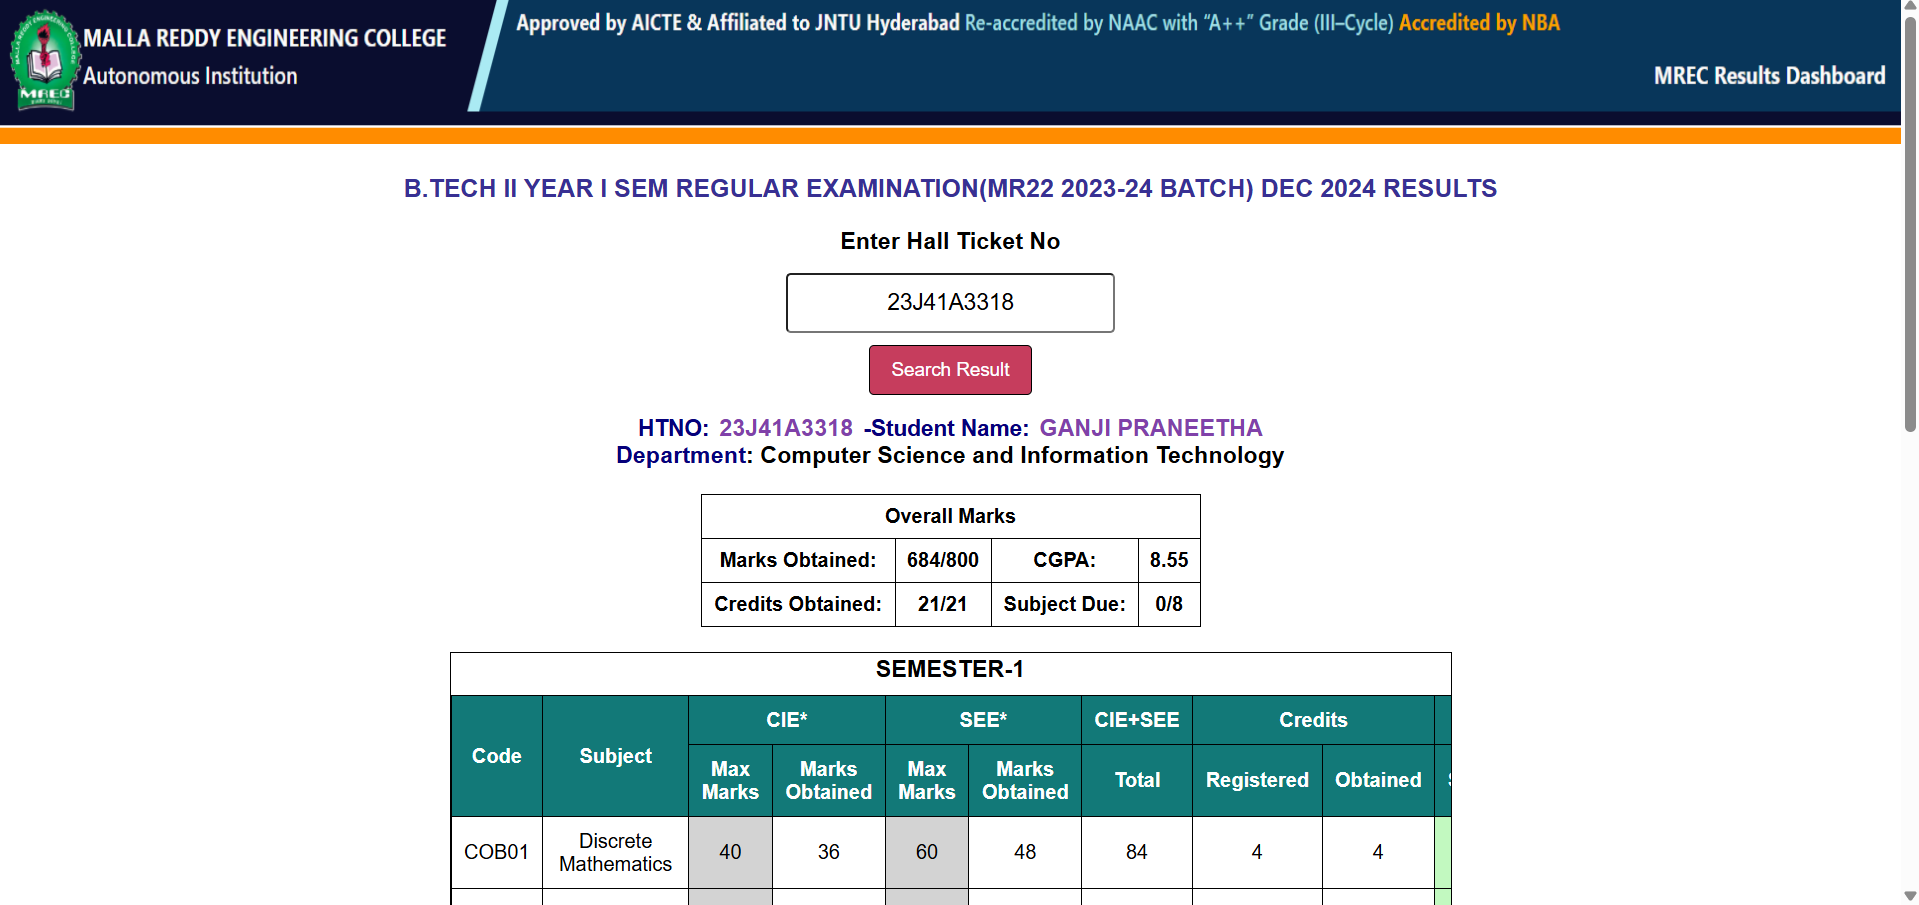 MALLA REDDY ENGINEERING COLLEGE
Autonomous Institution
MREC
Approved by AICTE & Affiliated to JNTU Hyderabad Re-accredited by NAAC with “A++” Grade (III–Cycle) Accredited by NBA
MREC Results Dashboard
B.TECH II YEAR I SEM REGULAR EXAMINATION(MR22 2023-24 BATCH) DEC 2024 RESULTS
Enter Hall Ticket No
23J41A3318
Search Result
HTNO: 23J41A3318 -Student Name: GANJI PRANEETHA
Department: Computer Science and Information Technology
Overall Marks
Marks Obtained: 684/800 CGPA: 8.55
Credits Obtained: 21/21 Subject Due: 0/8
SEMESTER-1
Code Subject CIE* SEE* CIE+SEE Credits
Max Marks Marks Obtained Max Marks Marks Obtained Total Registered Obtained
COB01 Discrete Mathematics 40 36 60 48 84 4 4